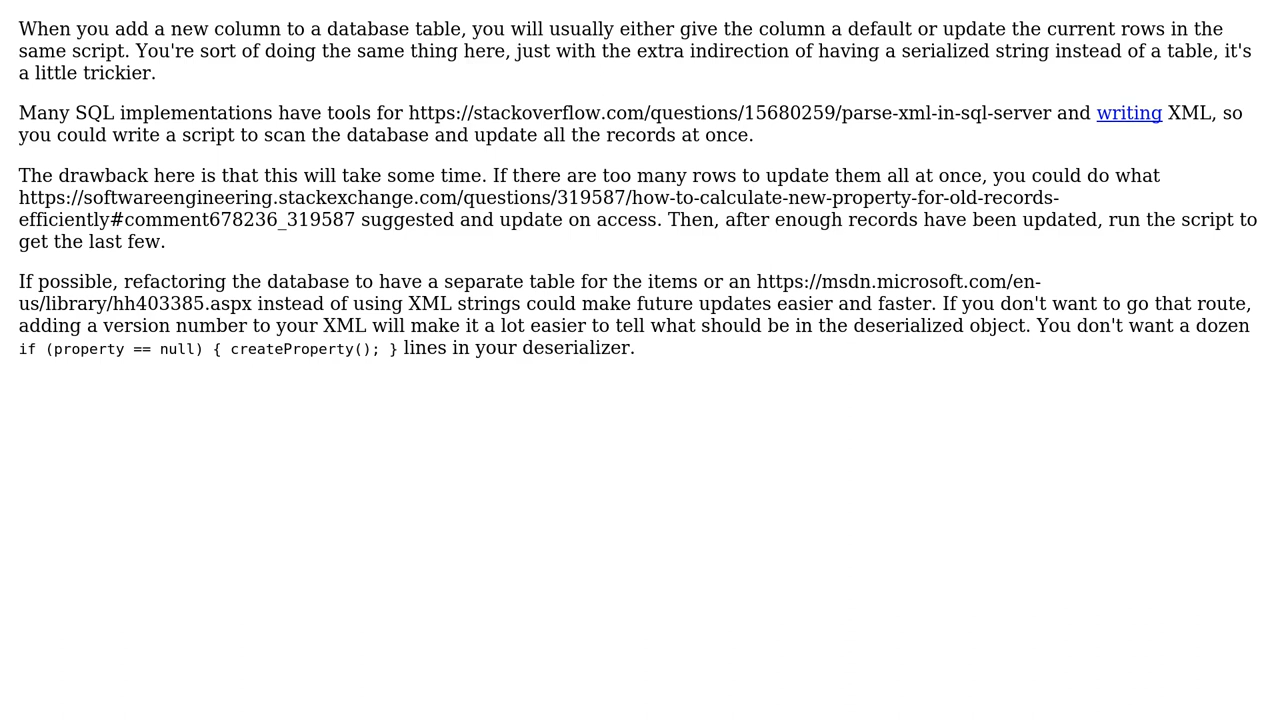 When you add a new column to a database table, you will usually either give the column a default or update the current rows in the
same script. You're sort of doing the same thing here, just with the extra indirection of having a serialized string instead of a table, it's
a little trickier.
Many SQL implementations have tools for https://stackoverflow.com/questions/15680259/parse-xml-in-sql-server and writing XML, so
you could write a script to scan the database and update all the records at once.
The drawback here is that this will take some time. If there are too many rows to update them all at once, you could do what
https://softwareengineering.stackexchange.com/questions/319587/how-to-calculate-new-property-for-old-records-
efficiently#comment678236_319587 suggested and update on access. Then, after enough records have been updated, run the script to
get the last few.
If possible, refactoring the database to have a separate table for the items or an https://msdn.microsoft.com/en-
us/library/hh403385.aspx instead of using XML strings could make future updates easier and faster. If you don't want to go that route,
adding a version number to your XML will make it a lot easier to tell what should be in the deserialized object. You don't want a dozen
if (property == null) { createProperty(); } lines in your deserializer.